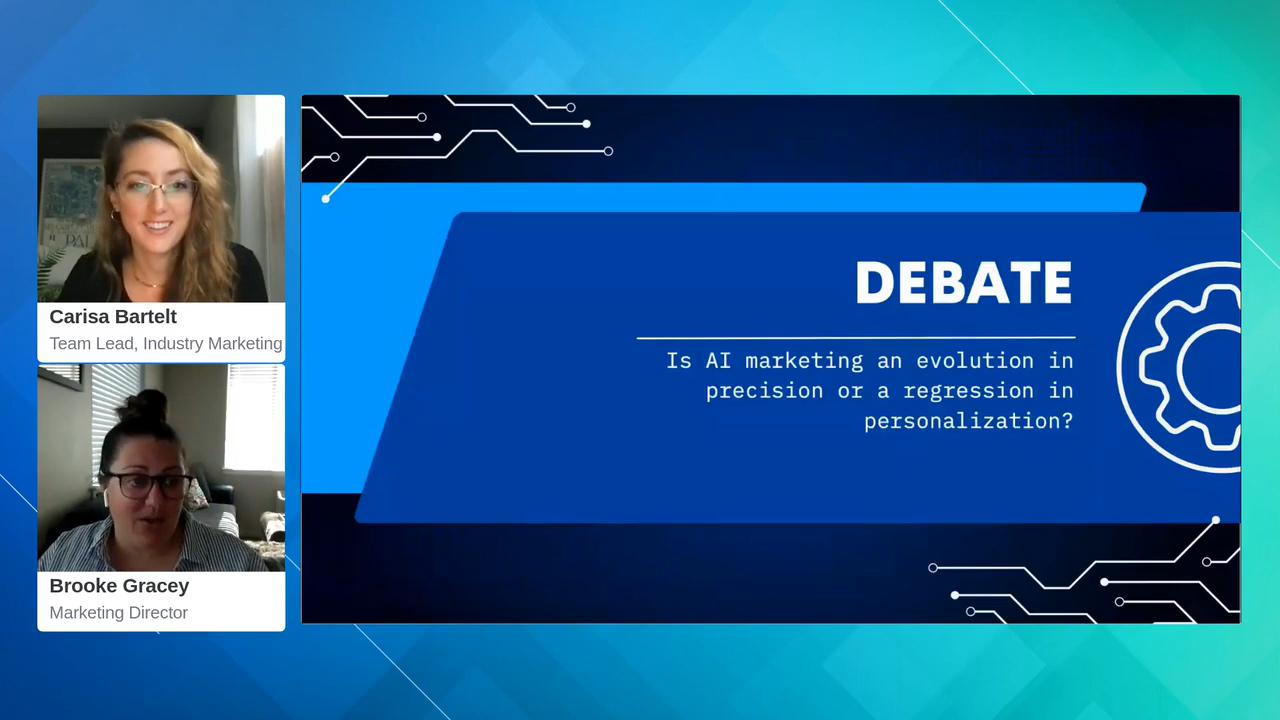 Carisa Bartelt
Team Lead, Industry Marketing
Brooke Gracey
Marketing Director
DEBATE
Is AI marketing an evolution in
precision or a regression in
personalization?